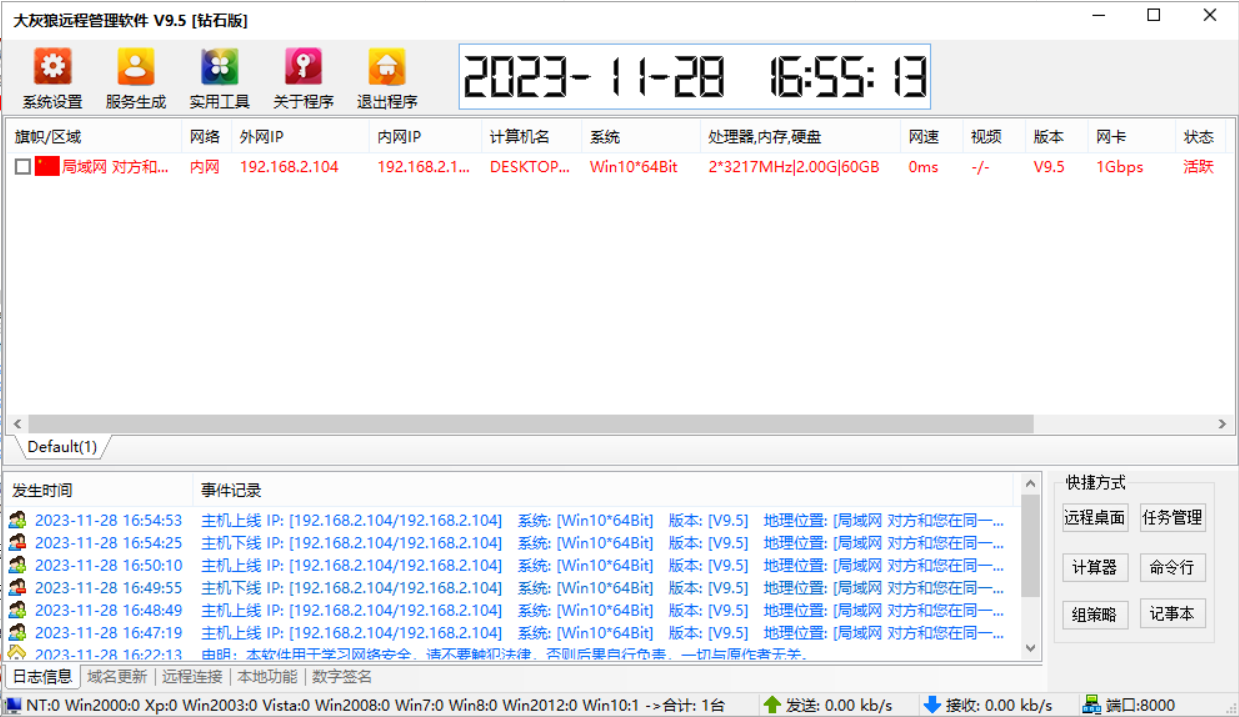 大灰狼远程管理软件 V9.5 [钻石版]
系统设置 服务生成 实用工具 关于程序 退出程序
2023-11-28 16:55:13
旗帜/区域 网络 外网IP 内网IP 计算机名 系统 处理器,内存,硬盘 网速 视频 版本 网卡 状态
局域网 对方和... 内网 192.168.2.104 192.168.2.1... DESKTOP... Win10*64Bit 2*3217MHz|2.00G|60GB 0ms -/- V9.5 1Gbps 活跃
Default(1)
发生时间 事件记录
2023-11-28 16:54:53 主机上线 IP: [192.168.2.104/192.168.2.104] 系统: [Win10*64Bit] 版本: [V9.5] 地理位置: [局域网 对方和您在同一...
2023-11-28 16:54:25 主机下线 IP: [192.168.2.104/192.168.2.104] 系统: [Win10*64Bit] 版本: [V9.5] 地理位置: [局域网 对方和您在同一...
2023-11-28 16:50:10 主机上线 IP: [192.168.2.104/192.168.2.104] 系统: [Win10*64Bit] 版本: [V9.5] 地理位置: [局域网 对方和您在同一...
2023-11-28 16:49:55 主机下线 IP: [192.168.2.104/192.168.2.104] 系统: [Win10*64Bit] 版本: [V9.5] 地理位置: [局域网 对方和您在同一...
2023-11-28 16:48:49 主机上线 IP: [192.168.2.104/192.168.2.104] 系统: [Win10*64Bit] 版本: [V9.5] 地理位置: [局域网 对方和您在同一...
2023-11-28 16:47:19 主机上线 IP: [192.168.2.104/192.168.2.104] 系统: [Win10*64Bit] 版本: [V9.5] 地理位置: [局域网 对方和您在同一...
2023-11-28 16:22:13 申明：本软件用于学习网络安全，请不要触犯法律，否则后果自行负责，一切与原作者无关。
快捷方式
远程桌面 任务管理
计算器 命令行
组策略 记事本
日志信息 域名更新 远程连接 本地功能 数字签名
NT:0 Win2000:0 Xp:0 Win2003:0 Vista:0 Win2008:0 Win7:0 Win8:0 Win2012:0 Win10:1 ->合计: 1台 发送: 0.00 kb/s 接收: 0.00 kb/s 端口:8000